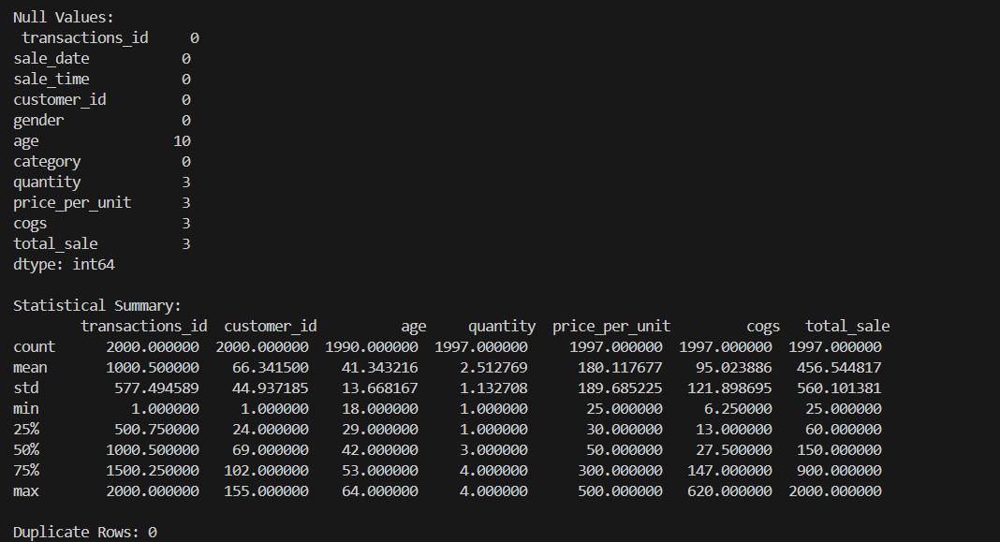 Null Values:
 transactions_id     0
sale_date            0
sale_time            0
customer_id          0
gender               0
age                 10
category             0
quantity             3
price_per_unit       3
cogs                 3
total_sale           3
dtype: int64

Statistical Summary:
       transactions_id  customer_id          age     quantity  price_per_unit         cogs   total_sale
count      2000.000000  2000.000000  1990.000000  1997.000000     1997.000000  1997.000000  1997.000000
mean       1000.500000    66.341500    41.343216     2.512769      180.117677    95.023886   456.544817
std         577.494589    44.937185    13.668167     1.132708      189.685225   121.898695   560.101381
min           1.000000     1.000000    18.000000     1.000000       25.000000     6.250000    25.000000
25%         500.750000    24.000000    29.000000     1.000000       30.000000    13.000000    60.000000
50%        1000.500000    69.000000    42.000000     3.000000       50.000000    27.500000   150.000000
75%        1500.250000   102.000000    53.000000     4.000000      300.000000   147.000000   900.000000
max        2000.000000   155.000000    64.000000     4.000000      500.000000   620.000000  2000.000000

Duplicate Rows: 0